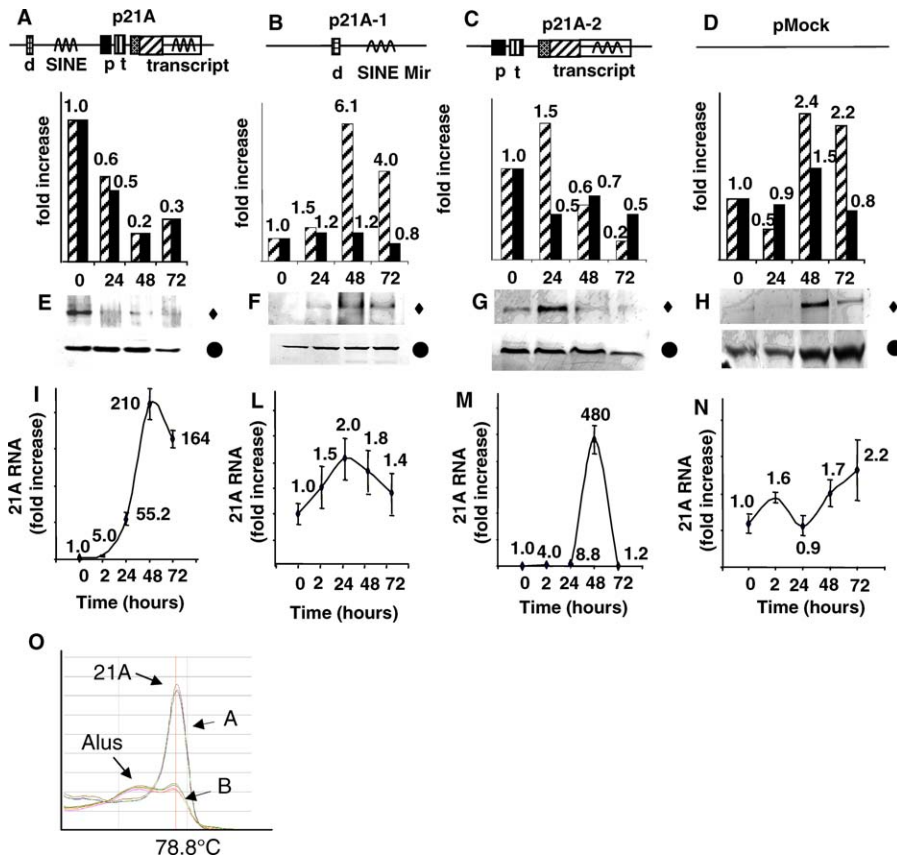 A p21A
d SINE p t transcript
B p21A-1
d SINE Mir
C p21A-2
p t transcript
D pMock
fold increase
1.0 0.6 0.5 0.2 0.3
0 24 48 72
fold increase
1.0 1.5 1.2 6.1 1.2 4.0 0.8
0 24 48 72
fold increase
1.0 1.5 0.5 0.6 0.7 0.2 0.5
0 24 48 72
fold increase
1.0 0.5 0.9 2.4 1.5 2.2 0.8
0 24 48 72
E
F
G
H
I
21A RNA
(fold increase)
1.0 5.0 55.2 210 164
0 2 24 48 72
Time (hours)
L
21A RNA
(fold increase)
1.0 1.5 2.0 1.8 1.4
0 2 24 48 72
Time (hours)
M
21A RNA
(fold increase)
1.0 4.0 8.8 480 1.2
0 2 24 48 72
Time (hours)
N
21A RNA
(fold increase)
1.0 1.6 0.9 1.7 2.2
0 2 24 48 72
Time (hours)
O
21A
A
Alus
B
78.8°C